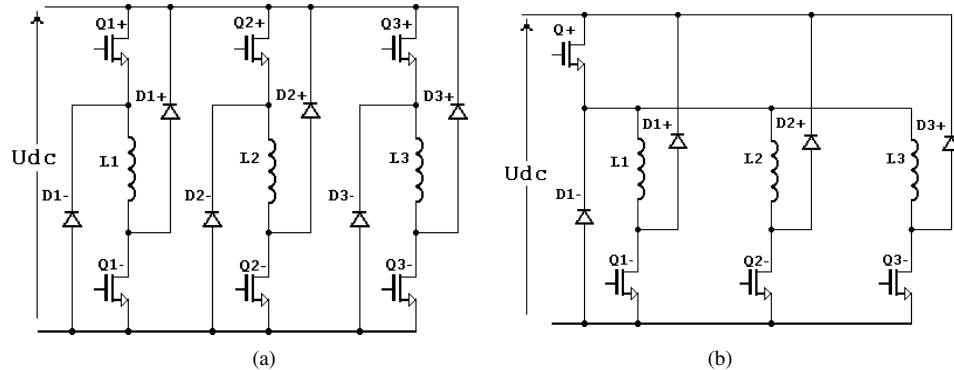 Q1+ Q2+ Q3+
D1+ D2+ D3+
Udc L1 L2 L3
D1- D2- D3-
Q1- Q2- Q3-
(a)
Q+
D1+ D2+ D3+
Udc L1 L2 L3
D1-
Q1- Q2- Q3-
(b)